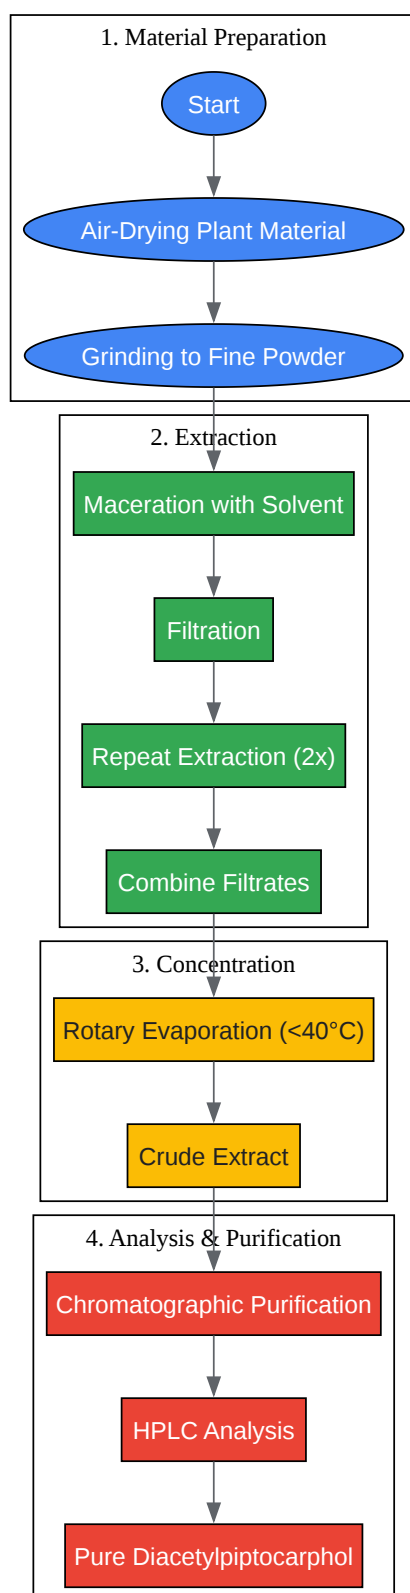 1. Material Preparation
Start
Air-Drying Plant Material
Grinding to Fine Powder
2. Extraction
Maceration with Solvent
Filtration
Repeat Extraction (2x)
Combine Filtrates
3. Concentration
Rotary Evaporation (<40°C)
Crude Extract
4. Analysis & Purification
Chromatographic Purification
HPLC Analysis
Pure Diacetylpiptocarphol